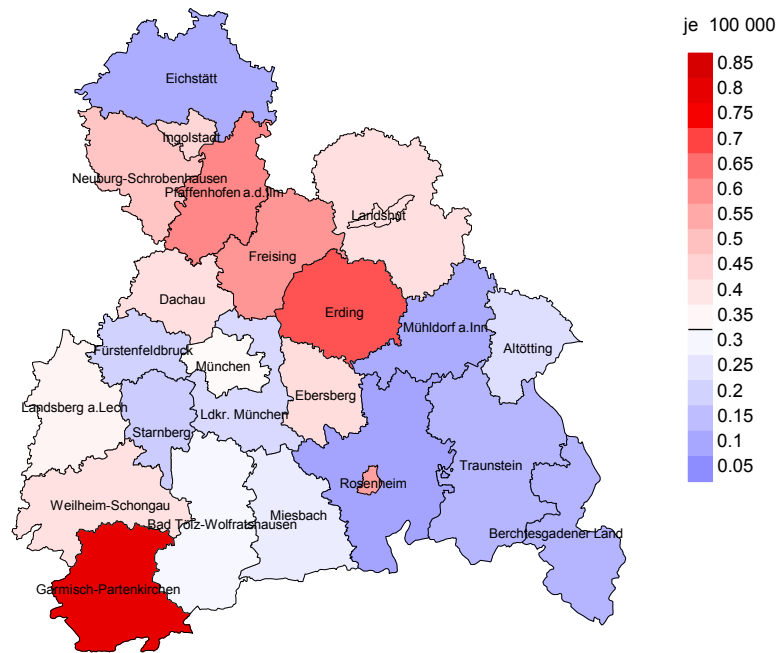 je 100 000
0.85
0.8
0.75
0.7
0.65
0.6
0.55
0.5
0.45
0.4
0.35
0.3
0.25
0.2
0.15
0.1
0.05
Eichstätt
Ingolstadt
Neuburg-Schrobenhausen
Pfaffenhofen a.d.Ilm
Landshut
Freising
Dachau
Erding
Mühldorf a.Inn
Fürstenfeldbruck
Altötting
München
Ebersberg
Landsberg a.Lech
Ldkr. München
Starnberg
Traunstein
Rosenheim
Weilheim-Schongau
Miesbach
Bad Tölz-Wolfratshausen
Berchtesgadener Land
Garmisch-Partenkirchen